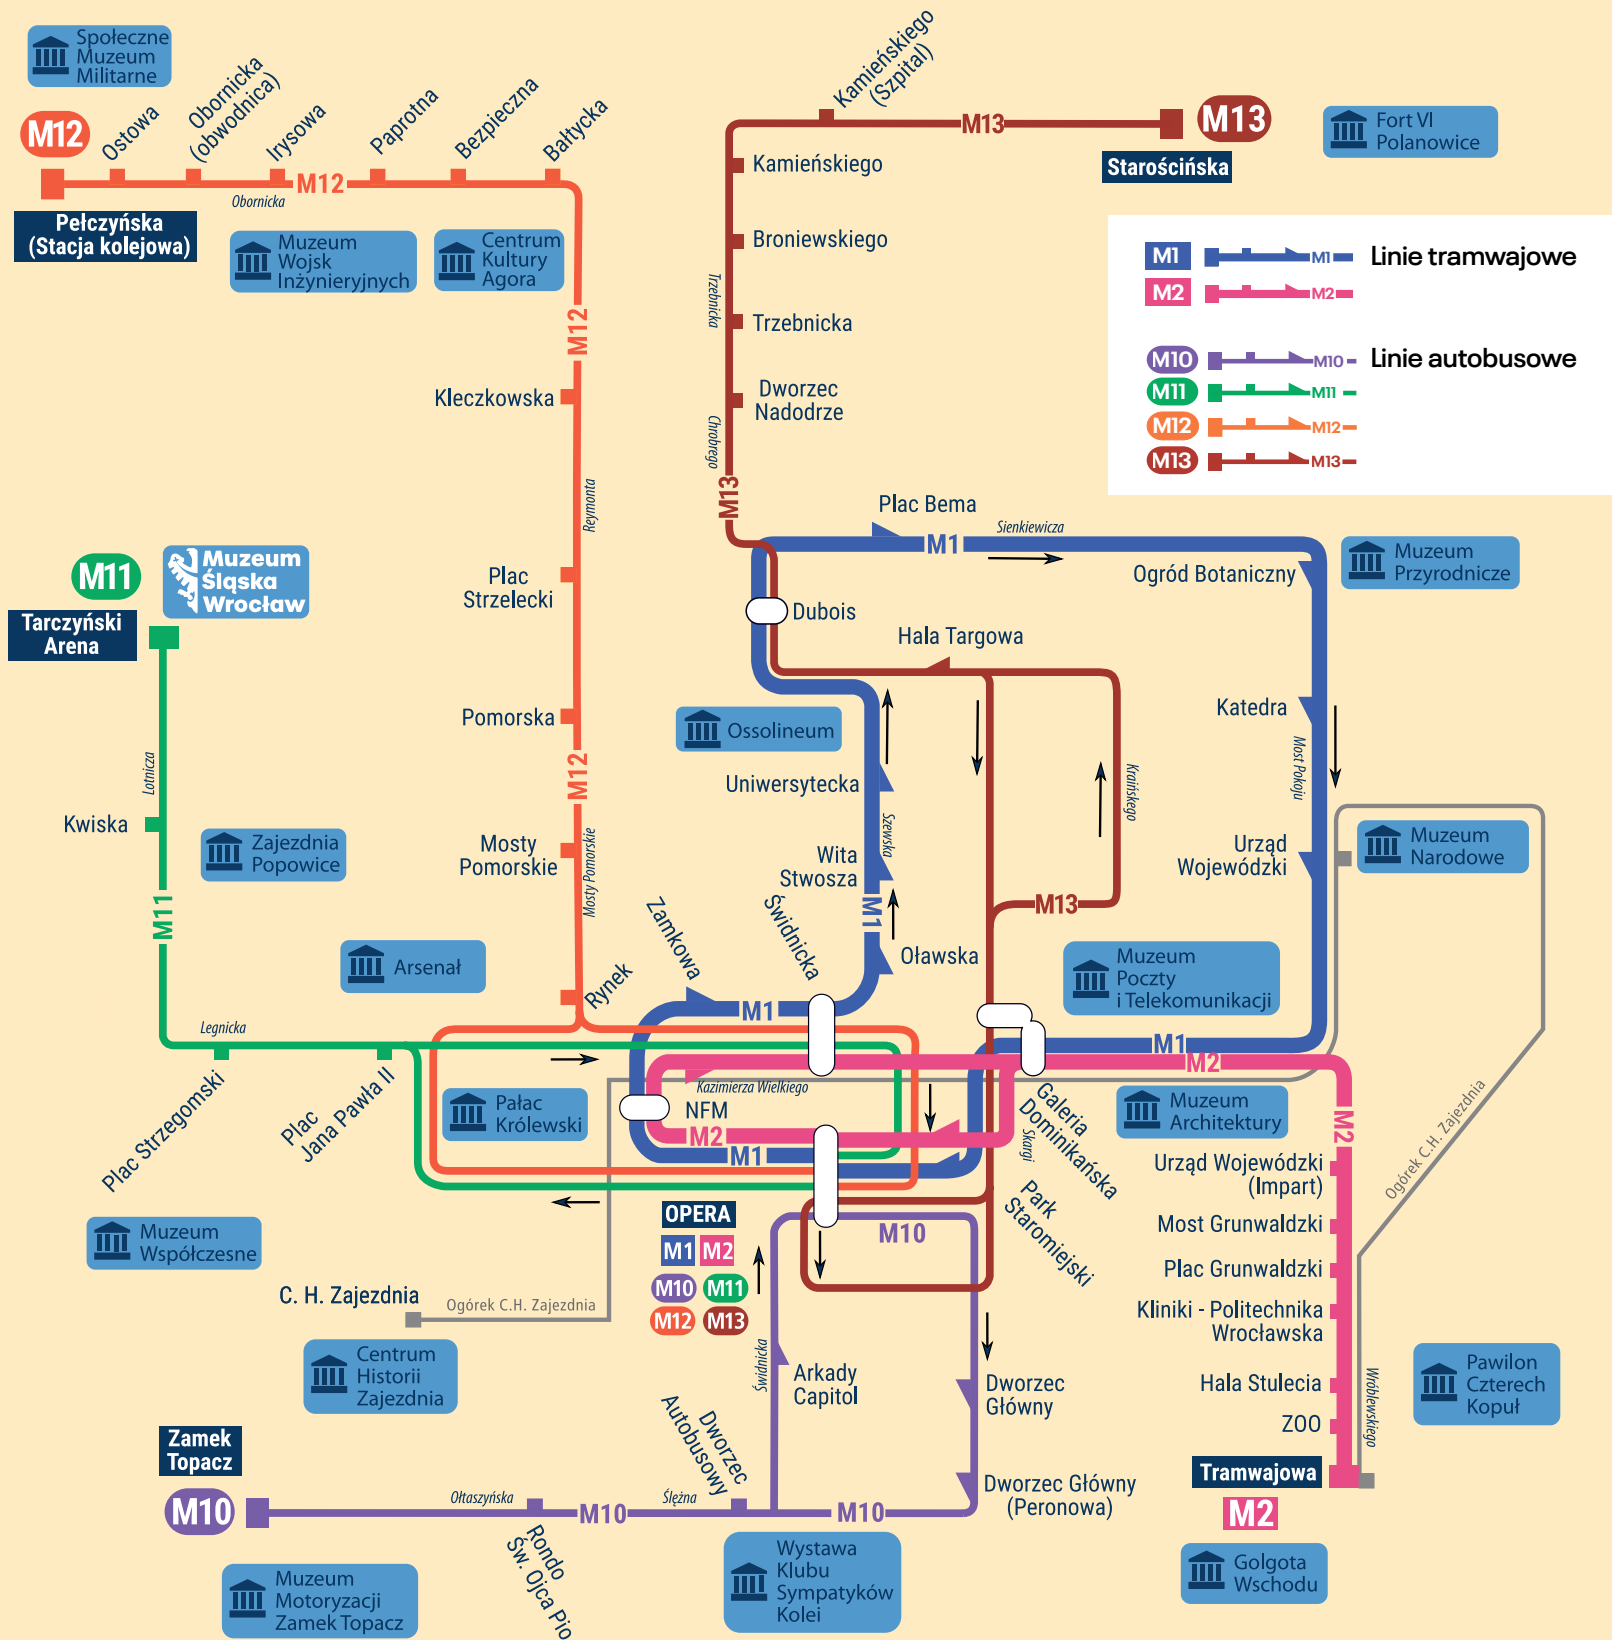 Społeczne
Muzeum
Militarne
M12
Ostowa
Obornicka
(obwodnica)
Irysowa
Paprotna
Bezpieczna
Bałtycka
M12
Obornicka
Pełczyńska
(Stacja kolejowa)
Muzeum
Wojsk
Inżynieryjnych
Centrum
Kultury
Agora
Kamieńskiego
(Szpital)
M13
M13
Starościńska
Fort VI
Polanowice
Kamieńskiego
Broniewskiego
Trzebnicka
Trzebnicka
Dworzec
Nadodrze
Chrobrego
M13
M1
M1
Linie tramwajowe
M2
M2
M10
M10
Linie autobusowe
M11
M11
M12
M12
M13
M13
M12
Kleczkowska
Reymonta
Plac
Strzelecki
Pomorska
M12
Mosty
Pomorskie
Mosty Pomorskie
Rynek
M11
Muzeum
Śląska
Wrocław
Tarczyński
Arena
Lotnicza
Kwiska
Zajezdnia
Popowice
M11
Arsenał
Legnicka
Plac Strzegomski
Plac
Jana Pawła II
Plac Bema
M1
Sienkiewicza
Ogród Botaniczny
Muzeum
Przyrodnicze
Dubois
Hala Targowa
Katedra
Most Pokoju
Ossolineum
Uniwersytecka
Szewska
Kraińskego
Wita
Stwosza
Urząd
Wojewódzki
Muzeum
Narodowe
M1
M13
Zamkowa
Świdnicka
Oławska
Muzeum
Poczty
i Telekomunikacji
M1
M1
M2
Kazimierza Wielkiego
Pałac
Królewski
NFM
M2
M1
Skargi
Galeria
Dominikańska
Muzeum
Architektury
M2
Ogórek C.H. Zajezdnia
Park
Staromiejski
Urząd Wojewódzki
(Impart)
Most Grunwaldzki
Plac Grunwaldzki
Kliniki - Politechnika
Wrocławska
Hala Stulecia
ZOO
Wróblewskiego
Tramwajowa
M2
Pawilon
Czterech
Kopuł
Golgota
Wschodu
Muzeum
Współczesne
OPERA
M1 M2
M10 M11
M12 M13
M10
C. H. Zajezdnia
Ogórek C.H. Zajezdnia
Centrum
Historii
Zajezdnia
Świdnicka
Arkady
Capitol
Dworzec
Główny
Dworzec
Autobusowy
Dworzec Główny
(Peronowa)
Zamek
Topacz
M10
Ołtaszyńska
Ślężna
M10
M10
Rondo
Św. Ojca Pio
Muzeum
Motoryzacji
Zamek Topacz
Wystawa
Klubu
Sympatyków
Kolei